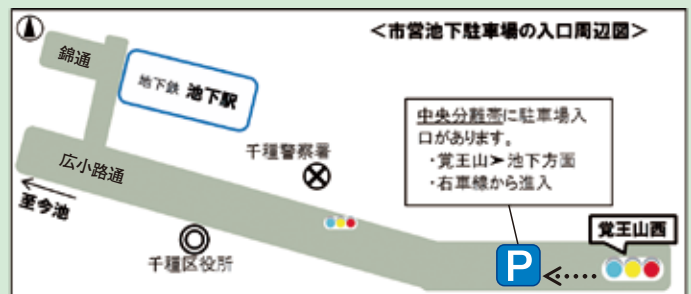 <市営池下駐車場の入口周辺図>
錦通
地下鉄 池下駅
中央分離帯に駐車場入
口があります。
・覚王山➤池下方面
・右車線から進入
千種警察署
広小路通
至今池
千種区役所
覚王山西
P